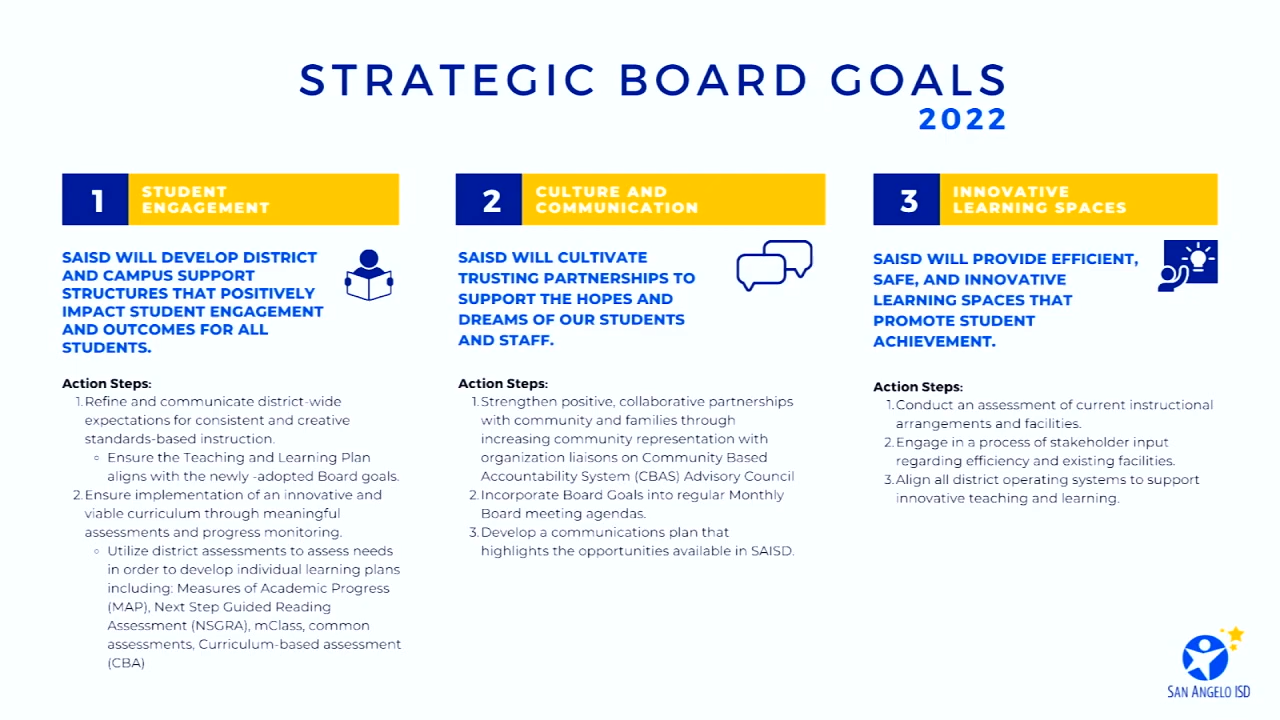 STRATEGIC BOARD GOALS
2022
1
STUDENT
ENGAGEMENT
SAISD WILL DEVELOP DISTRICT
AND CAMPUS SUPPORT
STRUCTURES THAT POSITIVELY
IMPACT STUDENT ENGAGEMENT
AND OUTCOMES FOR ALL
STUDENTS.
Action Steps:
1. Refine and communicate district-wide
expectations for consistent and creative
standards-based instruction.
◦ Ensure the Teaching and Learning Plan
aligns with the newly -adopted Board goals.
2. Ensure implementation of an innovative and
viable curriculum through meaningful
assessments and progress monitoring.
◦ Utilize district assessments to assess needs
in order to develop individual learning plans
including: Measures of Academic Progress
(MAP), Next Step Guided Reading
Assessment (NSGRA), mClass, common
assessments, Curriculum-based assessment
(CBA)
2
CULTURE AND
COMMUNICATION
SAISD WILL CULTIVATE
TRUSTING PARTNERSHIPS TO
SUPPORT THE HOPES AND
DREAMS OF OUR STUDENTS
AND STAFF.
Action Steps:
1. Strengthen positive, collaborative partnerships
with community and families through
increasing community representation with
organization liaisons on Community Based
Accountability System (CBAS) Advisory Council
2. Incorporate Board Goals into regular Monthly
Board meeting agendas.
3. Develop a communications plan that
highlights the opportunities available in SAISD.
3
INNOVATIVE
LEARNING SPACES
SAISD WILL PROVIDE EFFICIENT,
SAFE, AND INNOVATIVE
LEARNING SPACES THAT
PROMOTE STUDENT
ACHIEVEMENT.
Action Steps:
1. Conduct an assessment of current instructional
arrangements and facilities.
2. Engage in a process of stakeholder input
regarding efficiency and existing facilities.
3. Align all district operating systems to support
innovative teaching and learning.
SAN ANGELO ISD